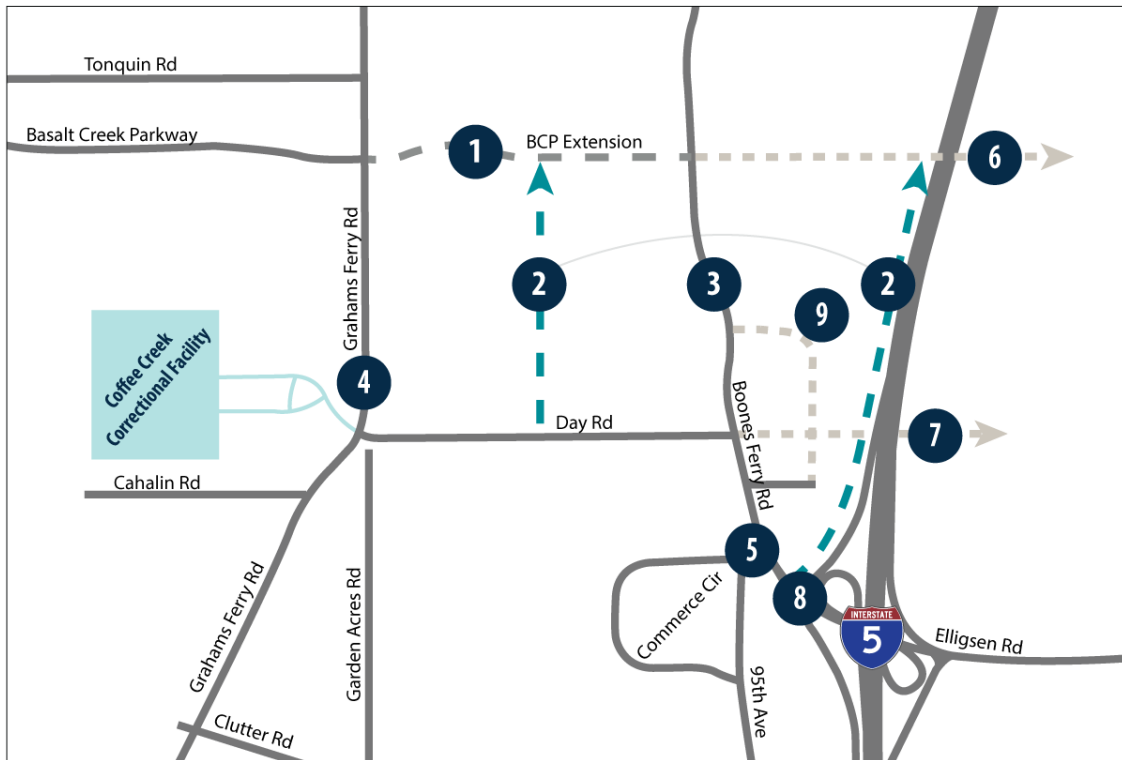 Tonquin Rd
Basalt Creek Parkway
BCP Extension
1
6
Grahams Ferry Rd
2
3
2
9
Coffee Creek
Correctional Facility
4
Boones Ferry Rd
Day Rd
7
Cahalin Rd
5
Commerce Cir
8
INTERSTATE
5
Elligsen Rd
Grahams Ferry Rd
Garden Acres Rd
95th Ave
Clutter Rd